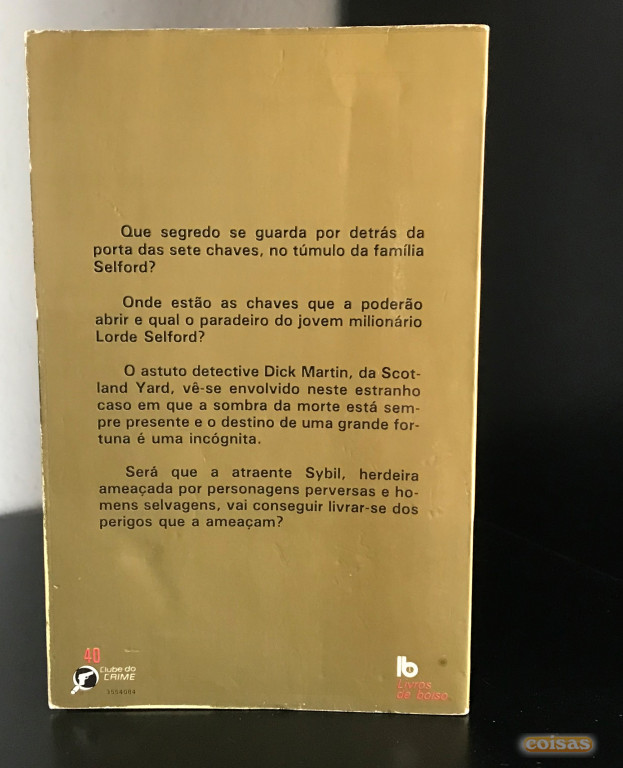 Que segredo se guarda por detrás da
porta das sete chaves, no túmulo da família
Selford?
Onde estão as chaves que a poderão
abrir e qual o paradeiro do jovem milionário
Lorde Selford?
O astuto detective Dick Martin, da Scot-
land Yard, vê-se envolvido neste estranho
caso em que a sombra da morte está sem-
pre presente e o destino de uma grande for-
tuna é uma incógnita.
Será que a atraente Sybil, herdeira
ameaçada por personagens perversas e ho-
mens selvagens, vai conseguir livrar-se dos
perigos que a ameaçam?
40
Clube do
CRIME
lb
Livros
de bolso
coisas